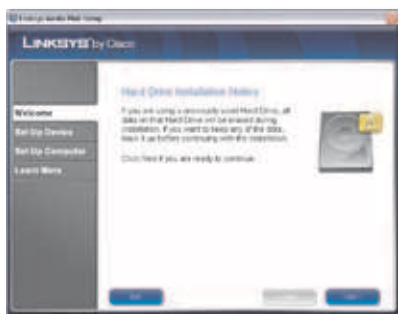 LINKSYS by Cisco
Hard Drive Installation Notes
Welcome
Set Up Device
Set Up Computer
Learn More
If you are using a previously used Hard Drive, all
data on that Hard Drive will be erased during
installation. If you want to keep any of the data,
back it up before continuing with the installation.
Click Next if you are ready to continue.